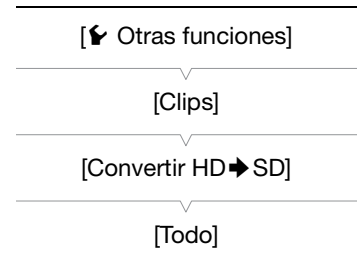 [ Otras funciones]
[Clips]
[Convertir HD➔SD]
[Todo]